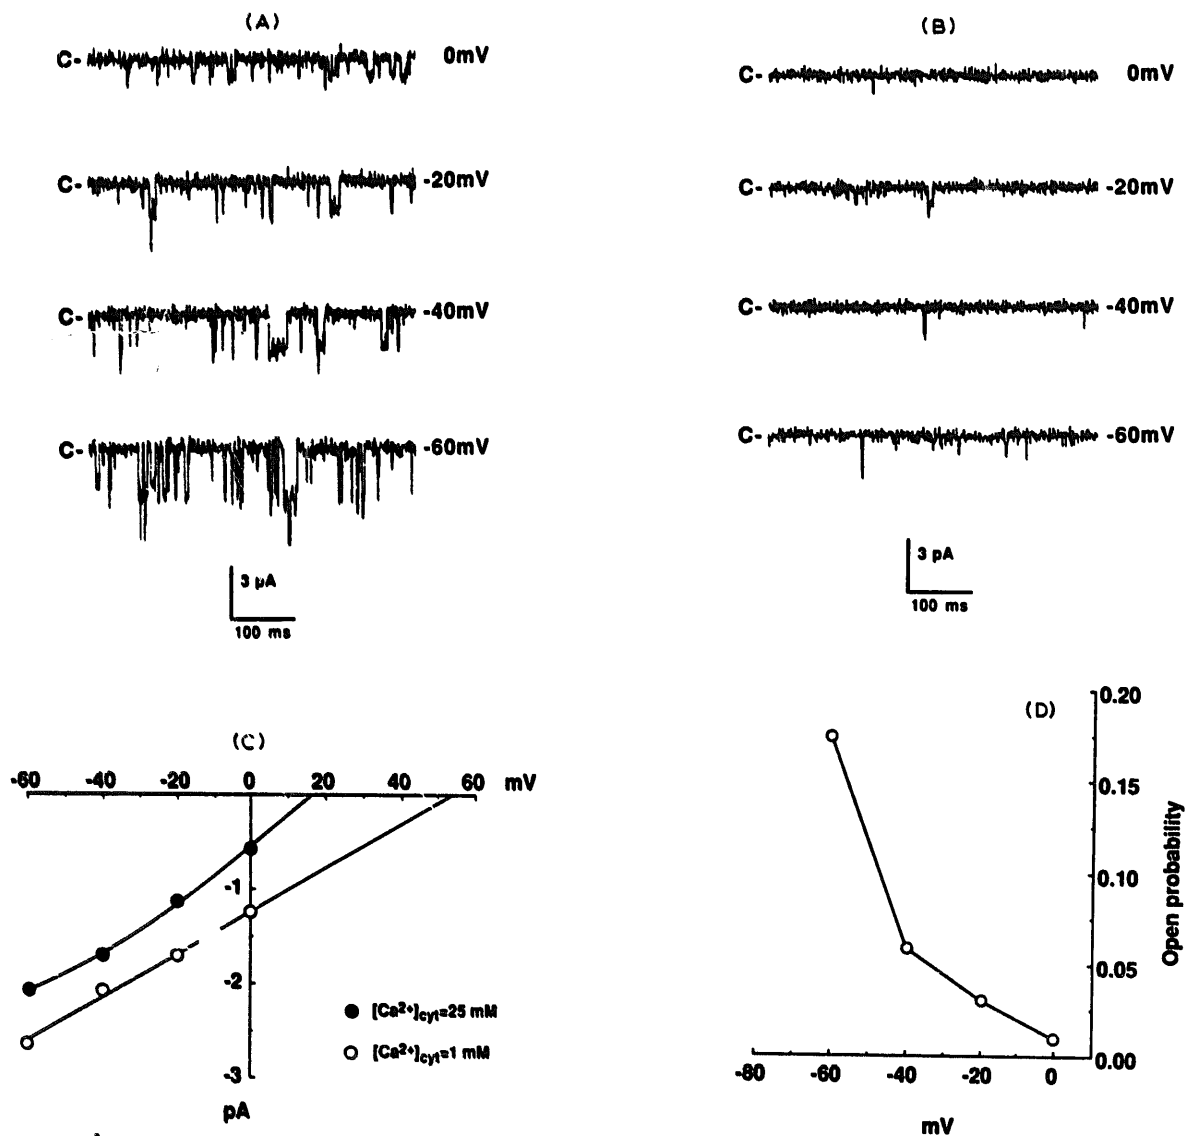 (A)
C- 0mV
C- -20mV
C- -40mV
C- -60mV
3 pA
100 ms
(B)
C- 0mV
C- -20mV
C- -40mV
C- -60mV
3 pA
100 ms
(C)
-60 -40 -20 0 20 40 60 mV
-1
-2
-3
pA
● [Ca²⁺]cyt=25 mM
○ [Ca²⁺]cyt=1 mM
(D)
0.20
0.15
0.10
0.05
0.00
Open probability
-80 -60 -40 -20 0
mV